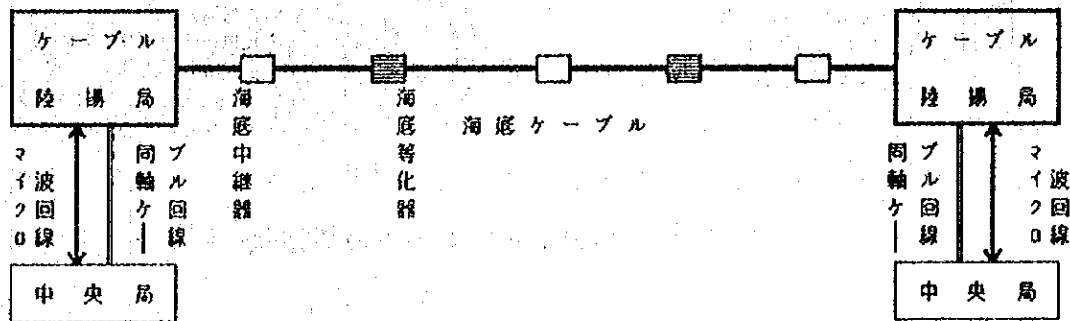 ケーブル
陸揚局
ケーブル
陸揚局
海底中継器
海底等化器
海底ケーブル
マイクロ
波回線
同軸ケー
ブル回線
同軸ケー
ブル回線
マイクロ
波回線
中央局
中央局